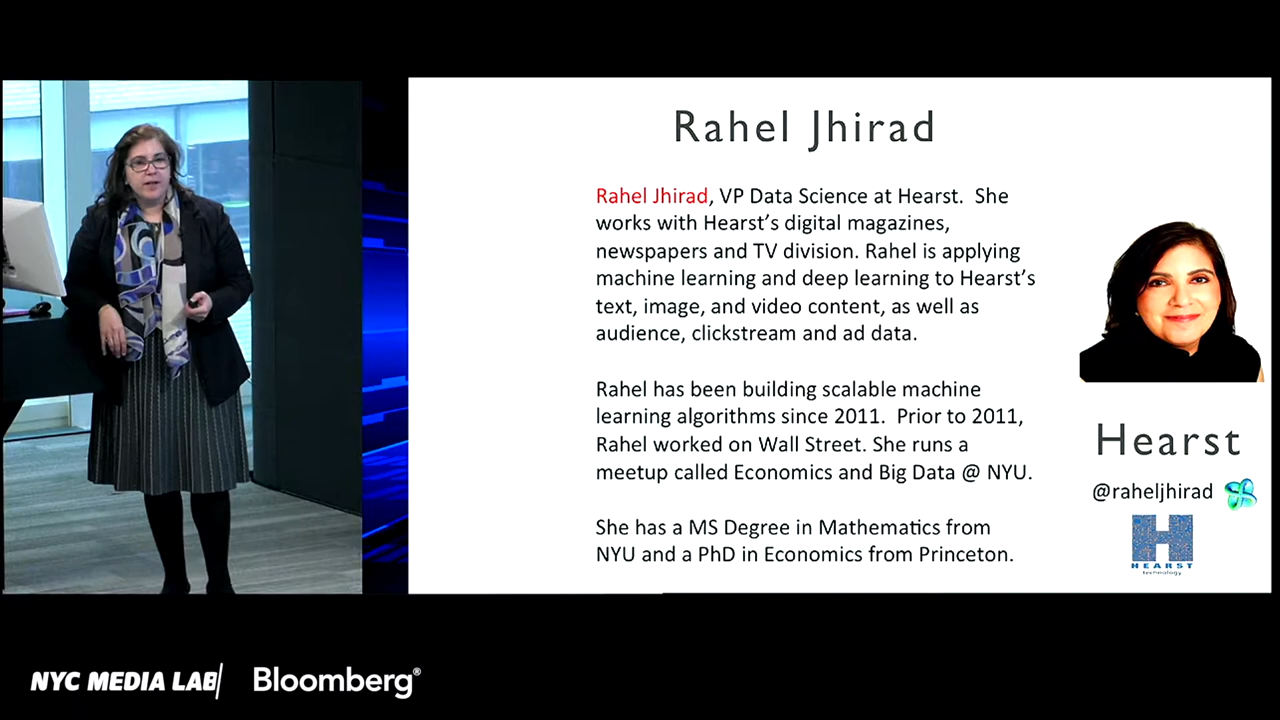 Rahel Jhirad
Rahel Jhirad, VP Data Science at Hearst.  She
works with Hearst's digital magazines,
newspapers and TV division. Rahel is applying
machine learning and deep learning to Hearst's
text, image, and video content, as well as
audience, clickstream and ad data.
Rahel has been building scalable machine
learning algorithms since 2011.  Prior to 2011,
Rahel worked on Wall Street. She runs a
meetup called Economics and Big Data @ NYU.
She has a MS Degree in Mathematics from
NYU and a PhD in Economics from Princeton.
Hearst
@raheljhirad
H
HEARST
technology
NYC MEDIA LAB
Bloomberg®